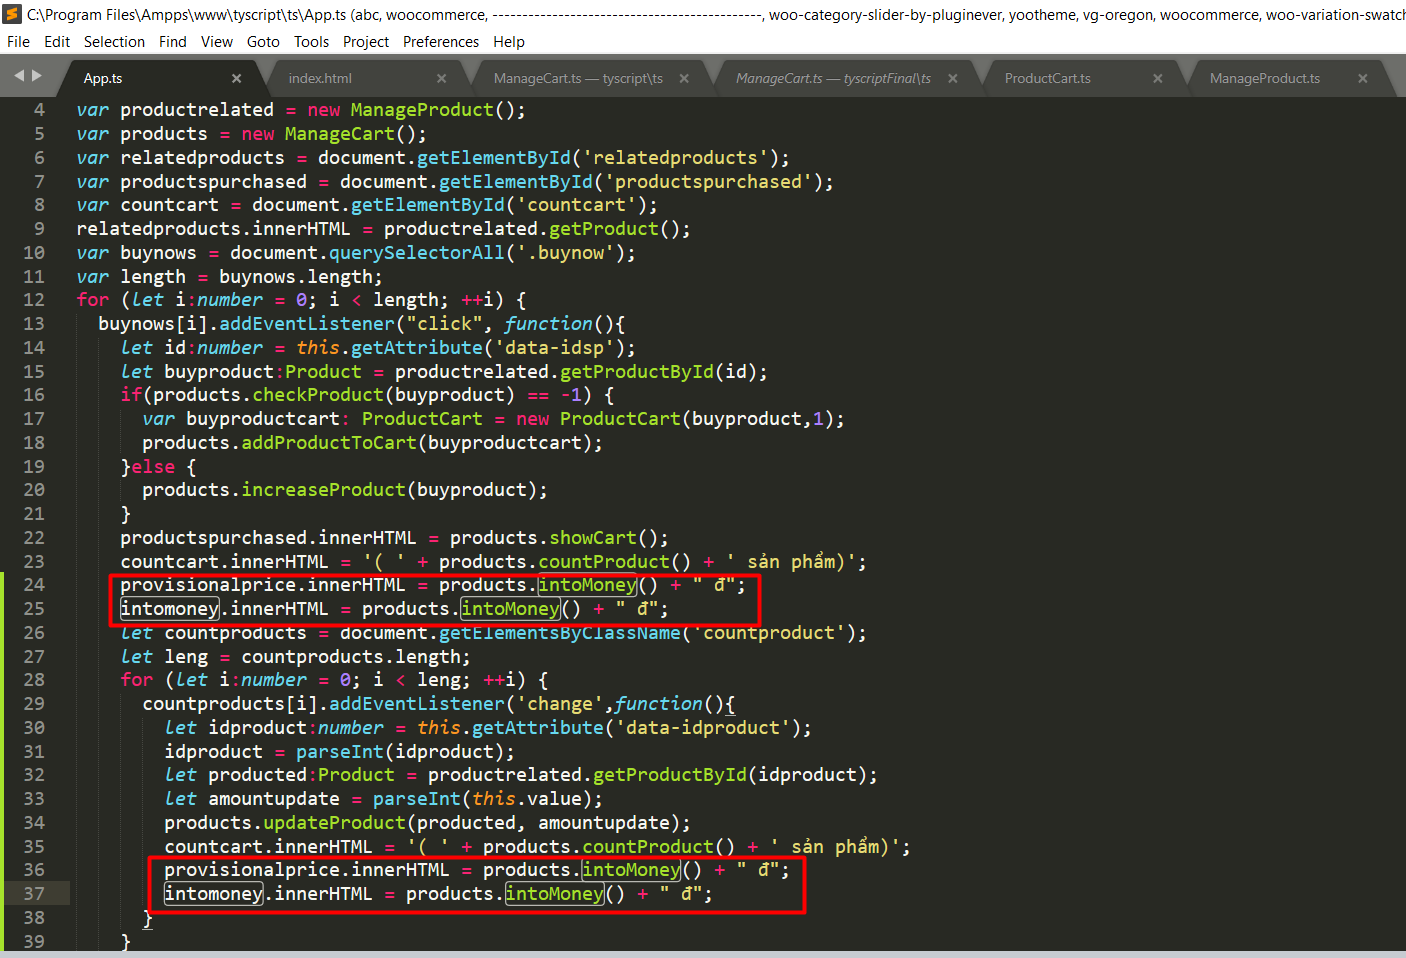 C:\Program Files\Ampps\www\tyscript\ts\App.ts (abc, woocommerce, ---------------------------------------------, woo-category-slider-by-pluginever, yootheme, vg-oregon, woocommerce, woo-variation-swatch
File Edit Selection Find View Goto Tools Project Preferences Help
App.ts index.html ManageCart.ts — tyscript\ts ManageCart.ts — tyscriptFinal\ts ProductCart.ts ManageProduct.ts
4 var productrelated = new ManageProduct();
5 var products = new ManageCart();
6 var relatedproducts = document.getElementById('relatedproducts');
7 var productspurchased = document.getElementById('productspurchased');
8 var countcart = document.getElementById('countcart');
9 relatedproducts.innerHTML = productrelated.getProduct();
10 var buynows = document.querySelectorAll('.buynow');
11 var length = buynows.length;
12 for (let i:number = 0; i < length; ++i) {
13 buynows[i].addEventListener("click", function(){
14 let id:number = this.getAttribute('data-idsp');
15 let buyproduct:Product = productrelated.getProductById(id);
16 if(products.checkProduct(buyproduct) == -1) {
17 var buyproductcart: ProductCart = new ProductCart(buyproduct,1);
18 products.addProductToCart(buyproductcart);
19 }else {
20 products.increaseProduct(buyproduct);
21 }
22 productspurchased.innerHTML = products.showCart();
23 countcart.innerHTML = '( ' + products.countProduct() + ' sản phẩm)';
24 provisionalprice.innerHTML = products.intoMoney() + " đ";
25 intomoney.innerHTML = products.intoMoney() + " đ";
26 let countproducts = document.getElementsByClassName('countproduct');
27 let leng = countproducts.length;
28 for (let i:number = 0; i < leng; ++i) {
29 countproducts[i].addEventListener('change',function(){
30 let idproduct:number = this.getAttribute('data-idproduct');
31 idproduct = parseInt(idproduct);
32 let producted:Product = productrelated.getProductById(idproduct);
33 let amountupdate = parseInt(this.value);
34 products.updateProduct(producted, amountupdate);
35 countcart.innerHTML = '( ' + products.countProduct() + ' sản phẩm)';
36 provisionalprice.innerHTML = products.intoMoney() + " đ";
37 intomoney.innerHTML = products.intoMoney() + " đ";
38 }
39 }